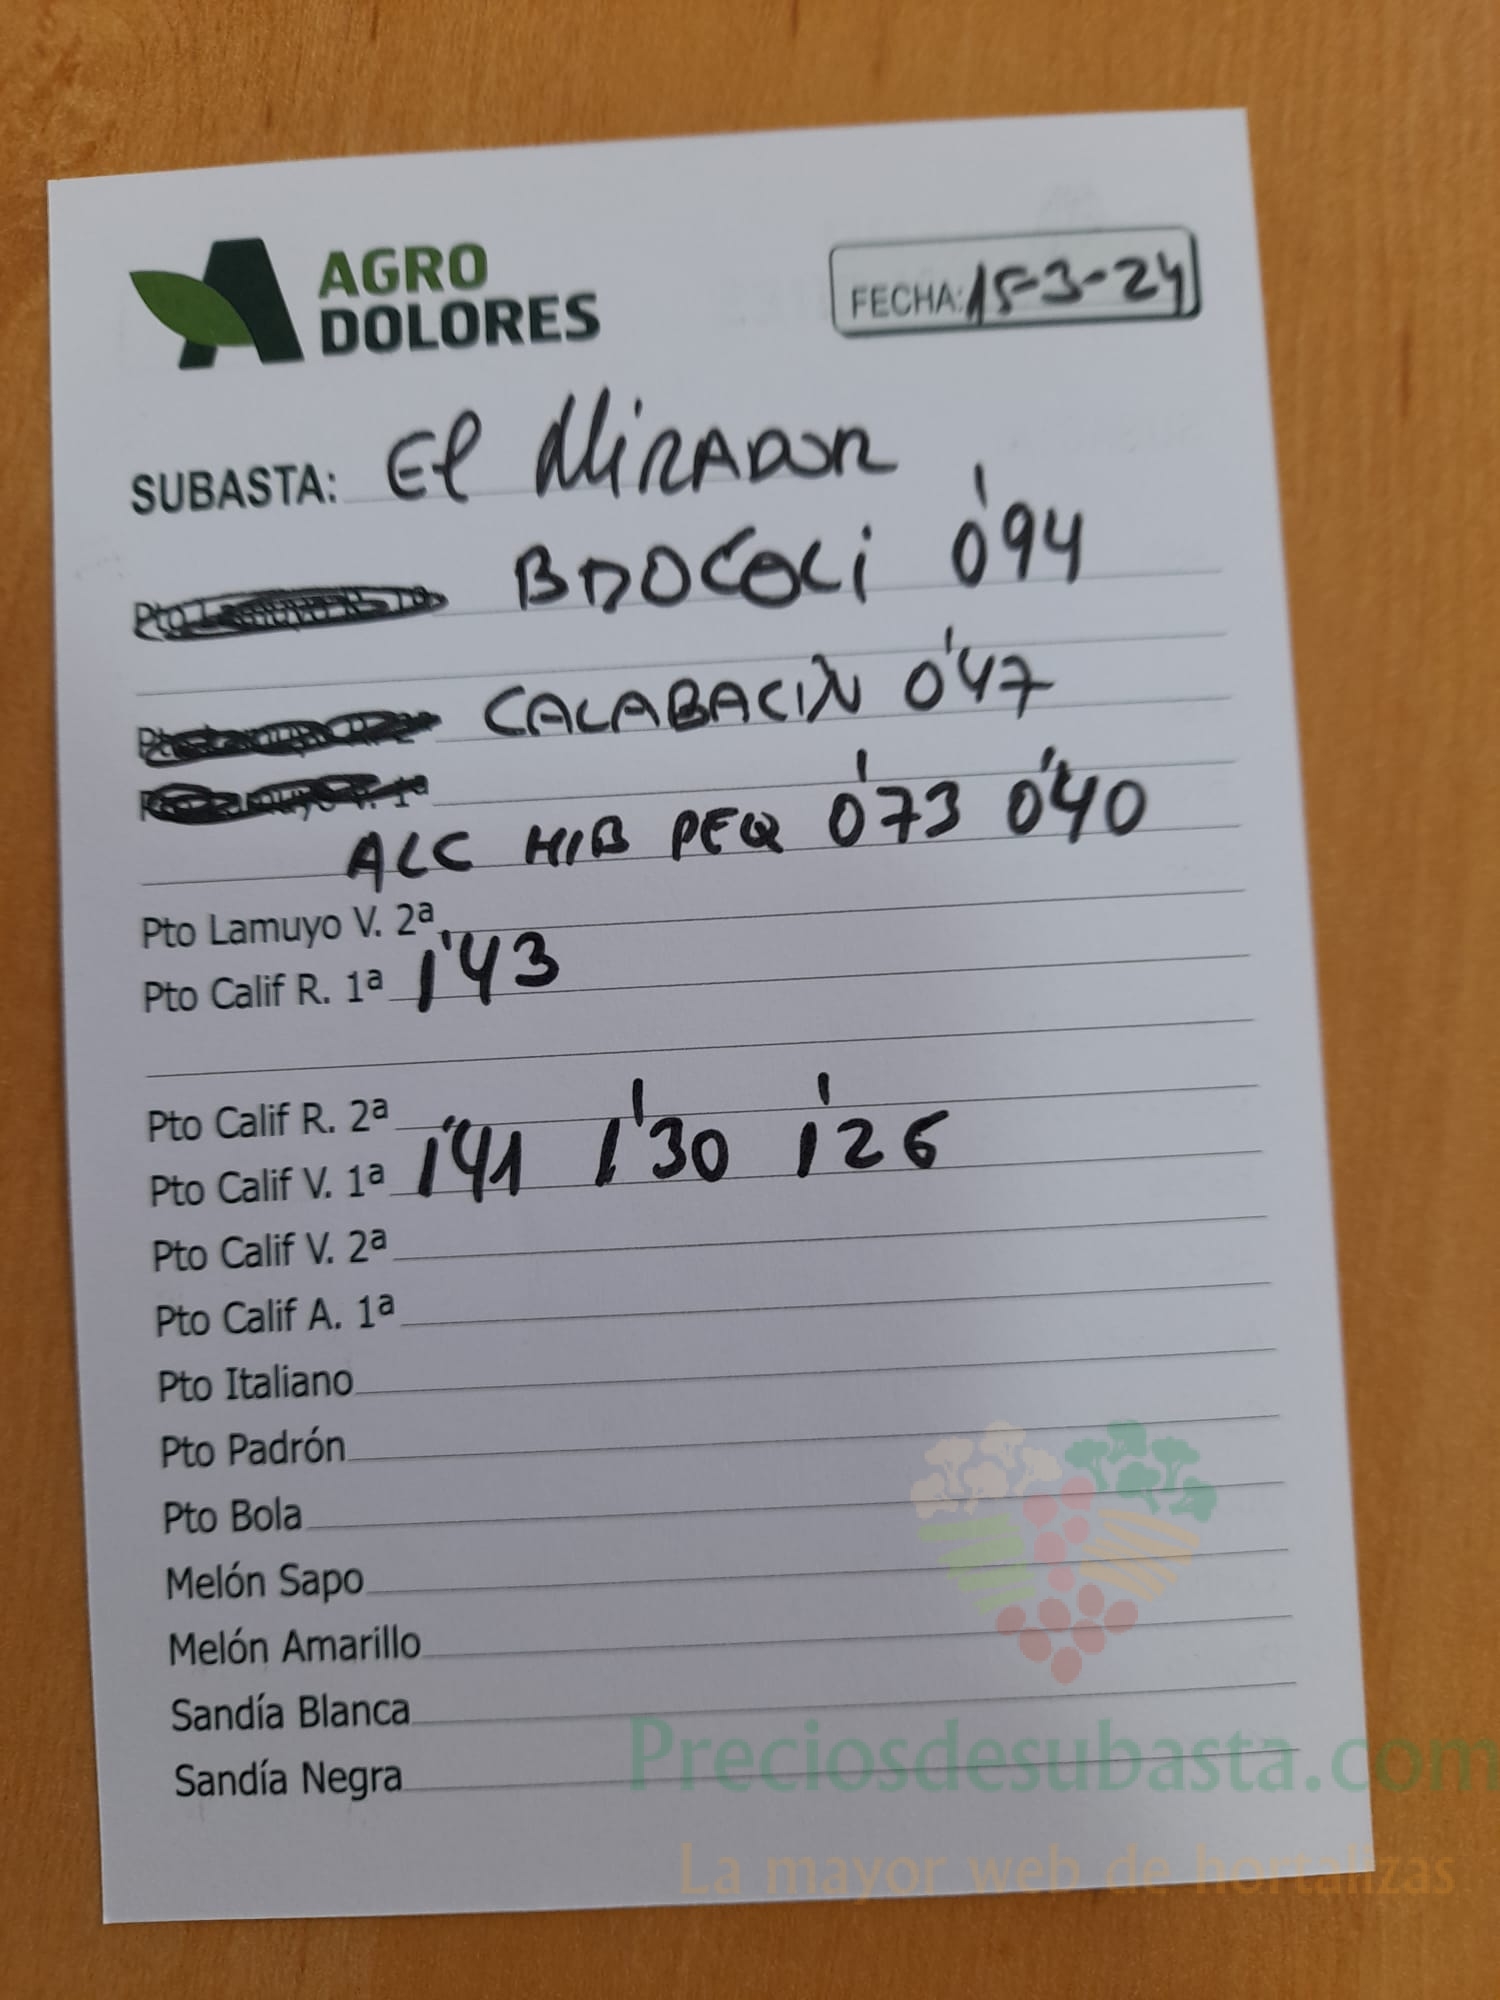 AGRO
DOLORES
FECHA: 15-3-24
SUBASTA: El MIRADOR
BROCOLI 0'94
CALABACIN 0'47
ALC HIB PEQ 0'73 0'40
Pto Lamuyo V. 2ª
Pto Calif R. 1ª 1'43
Pto Calif R. 2ª
Pto Calif V. 1ª 1'41 1'30 1'26
Pto Calif V. 2ª
Pto Calif A. 1ª
Pto Italiano
Pto Padrón
Pto Bola
Melón Sapo
Melón Amarillo
Sandía Blanca
Sandía Negra
Preciosdesubasta.com
La mayor web de hortalizas